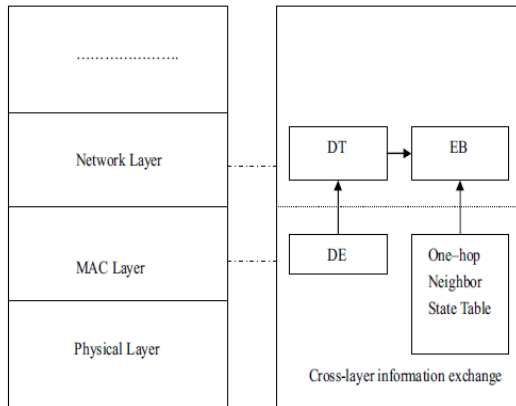 ………………….
Network Layer
MAC Layer
Physical Layer
DT
EB
DE
One–hop
Neighbor
State Table
Cross-layer information exchange